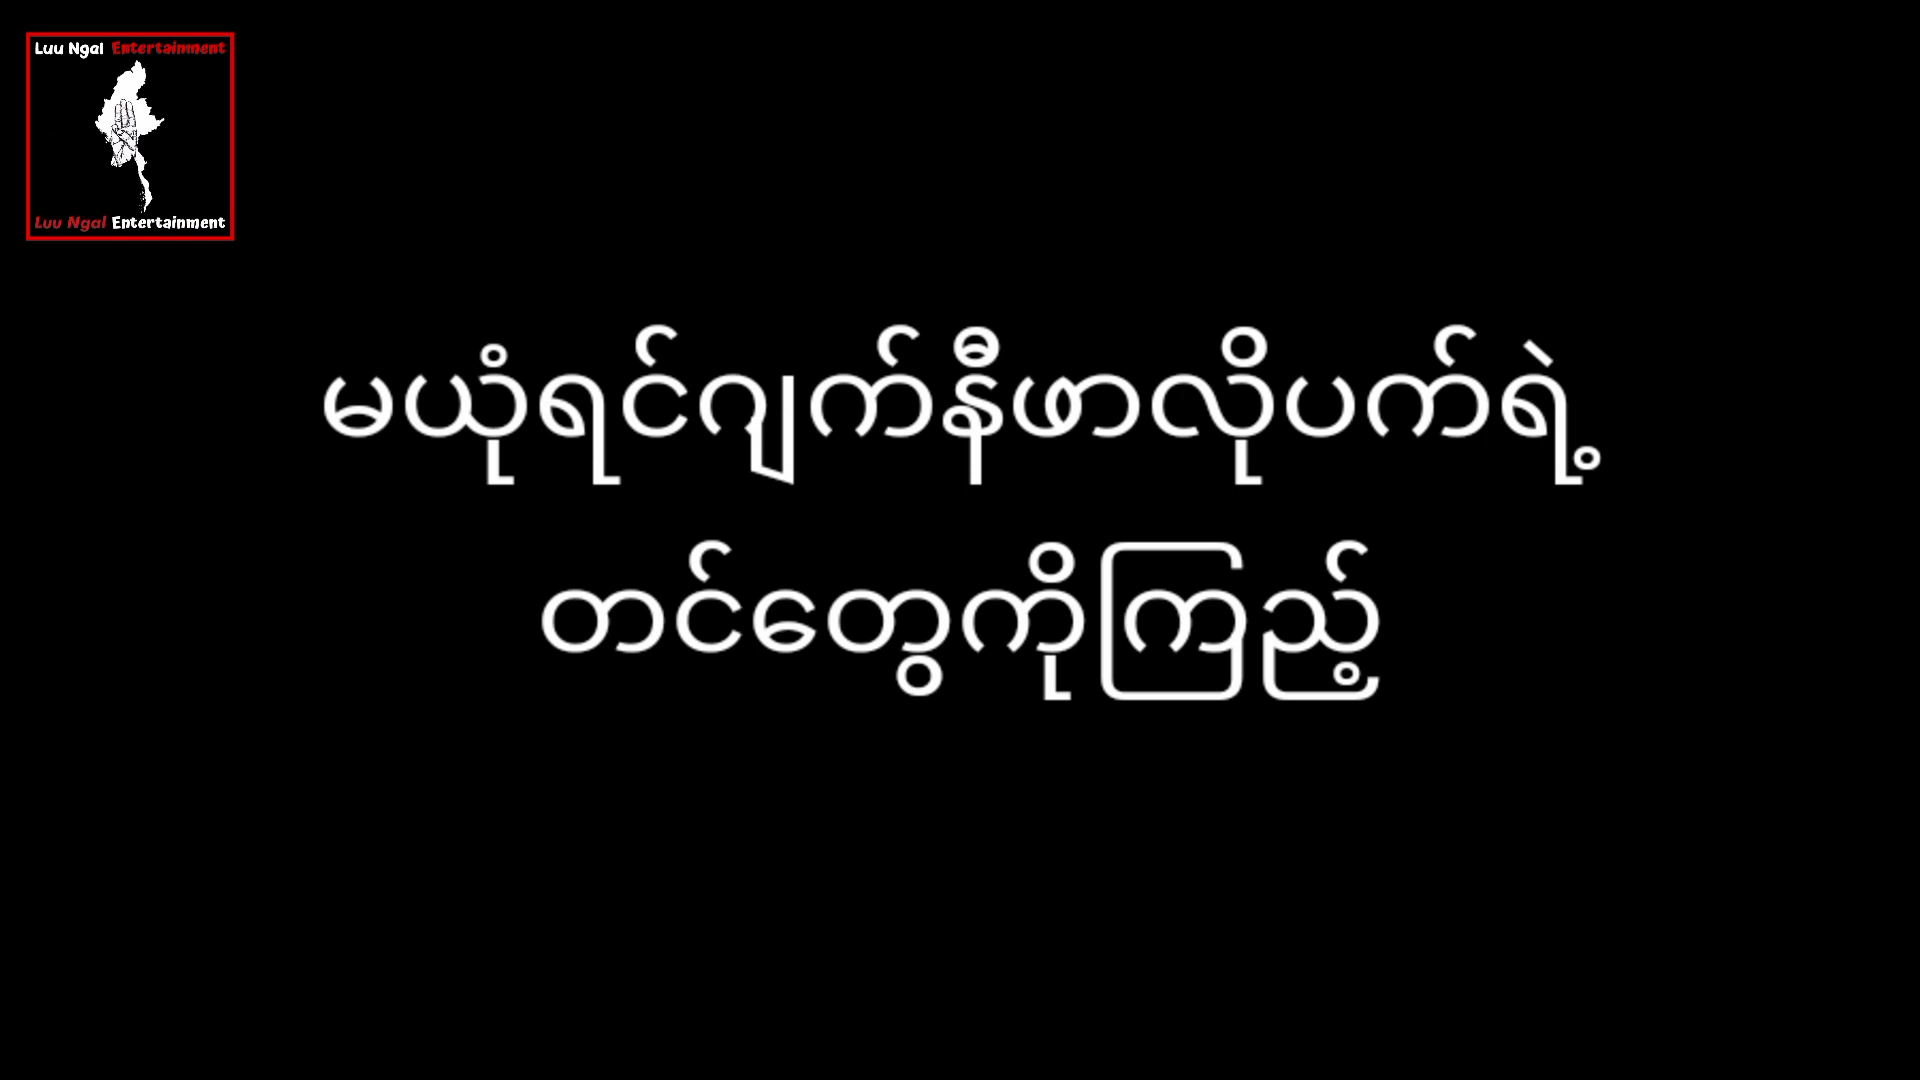 Luu Ngal Entertainment
Luu Ngal Entertainment
မယုံရင်ဂျက်နီဖာလိုပက်ရဲ့
တင်တွေကိုကြည့်